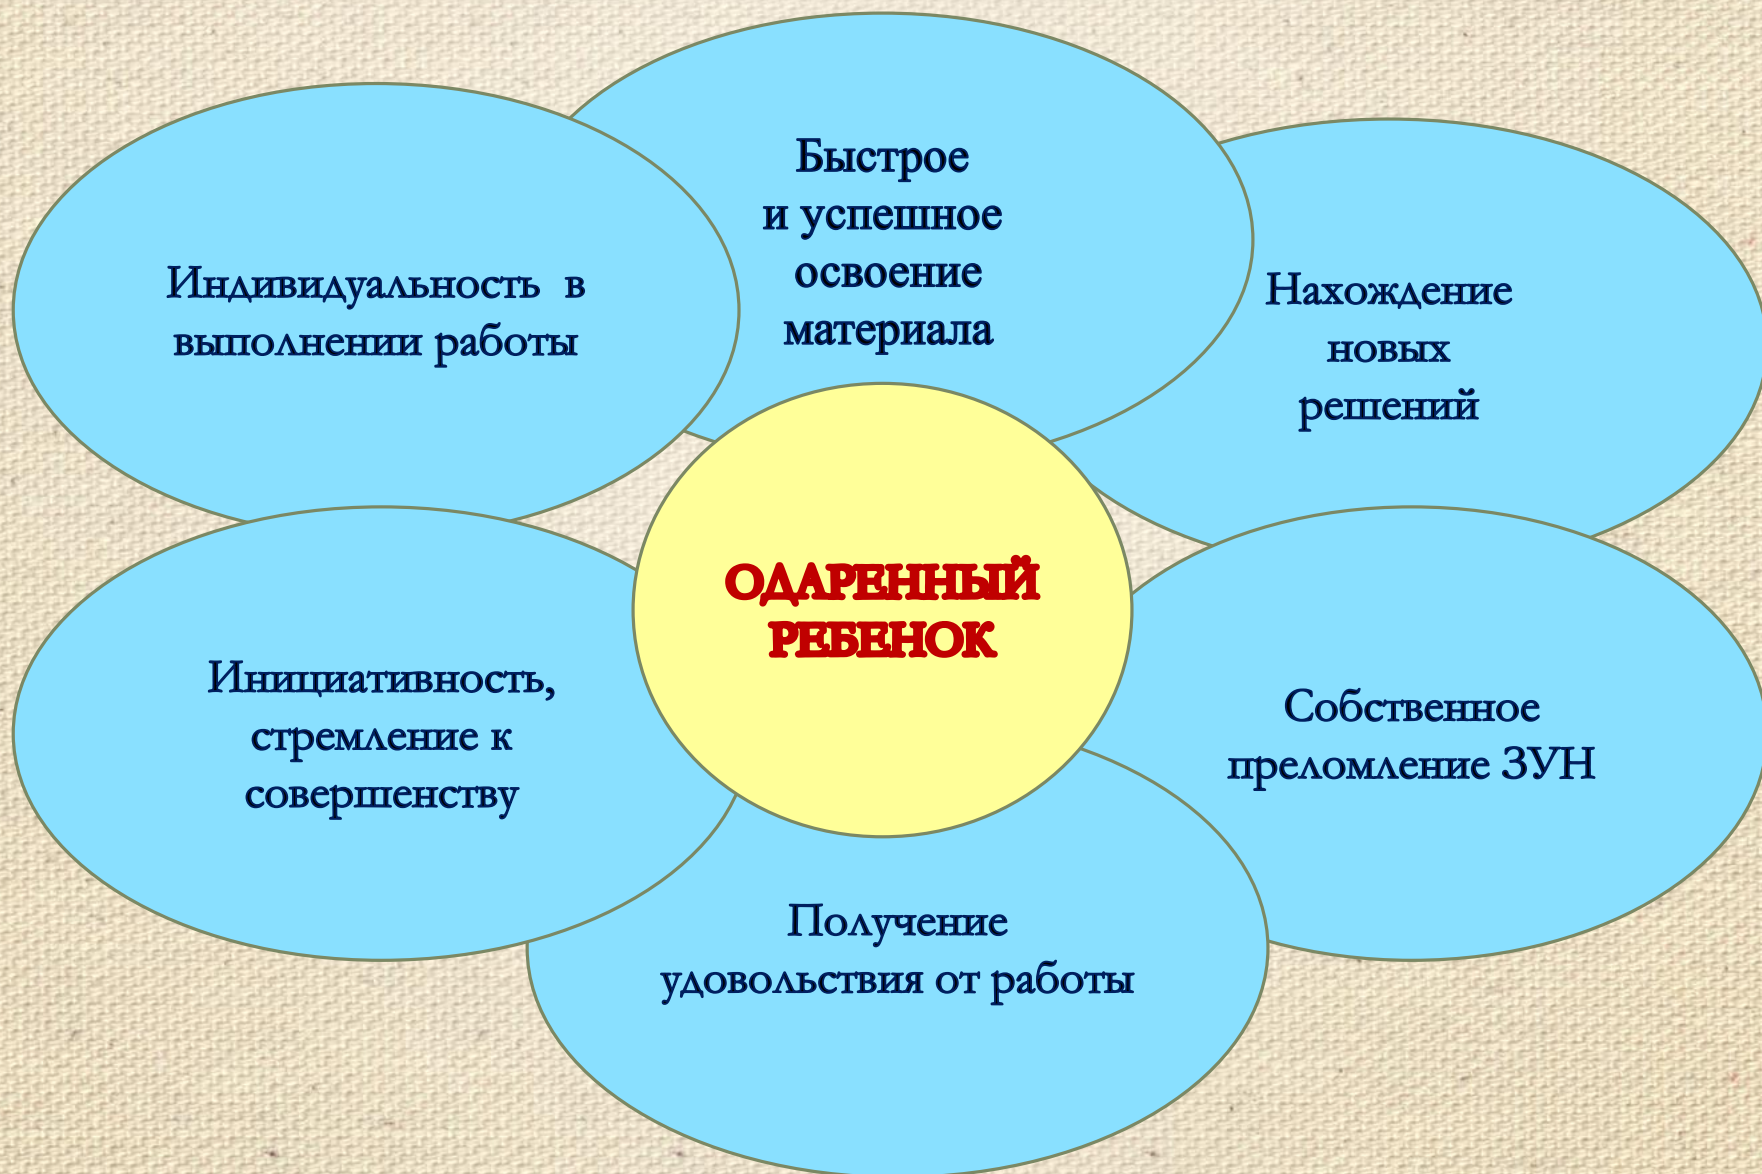 Быстрое
и успешное
освоение
материала
Индивидуальность в
выполнении работы
Нахождение
новых
решений
ОДАРЕННЫЙ
РЕБЕНОК
Инициативность,
стремление к
совершенству
Собственное
преломление ЗУН
Получение
удовольствия от работы